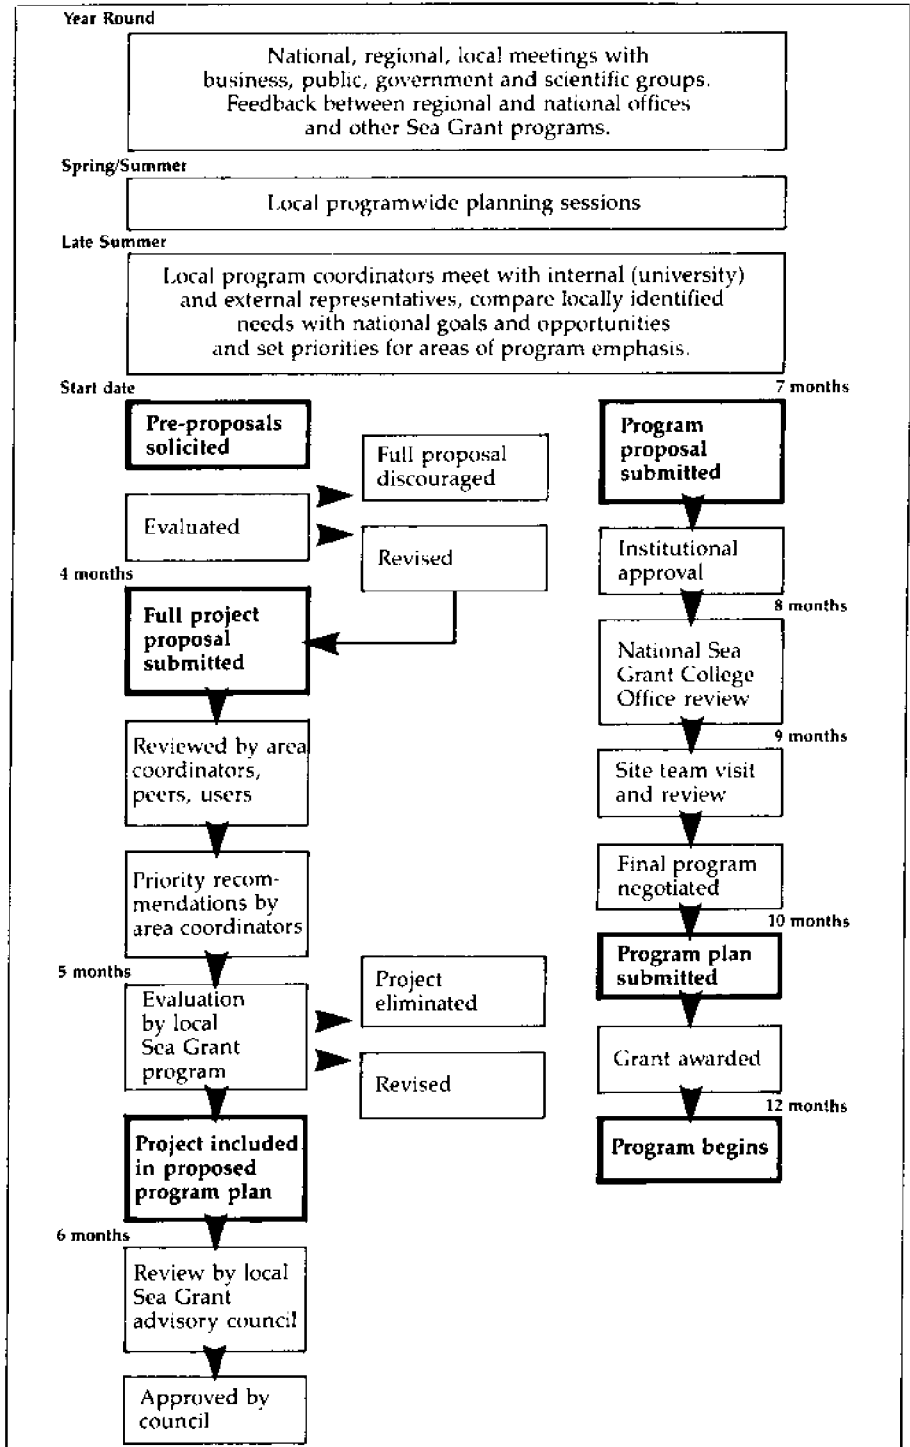 Year Round
National, regional, local meetings with
business, public, government and scientific groups.
Feedback between regional and national offices
and other Sea Grant programs.
Spring/Summer
Local programwide planning sessions
Late Summer
Local program coordinators meet with internal (university)
and external representatives, compare locally identified
needs with national goals and opportunities
and set priorities for areas of program emphasis.
Start date
Pre-proposals
solicited
Full proposal
discouraged
Evaluated
Revised
4 months
Full project
proposal
submitted
Reviewed by area
coordinators,
peers, users
Priority recom-
mendations by
area coordinators
5 months
Evaluation
by local
Sea Grant
program
Project
eliminated
Revised
Project included
in proposed
program plan
6 months
Review by local
Sea Grant
advisory council
Approved by
council
7 months
Program
proposal
submitted
Institutional
approval
8 months
National Sea
Grant College
Office review
9 months
Site team visit
and review
Final program
negotiated
10 months
Program plan
submitted
Grant awarded
12 months
Program begins